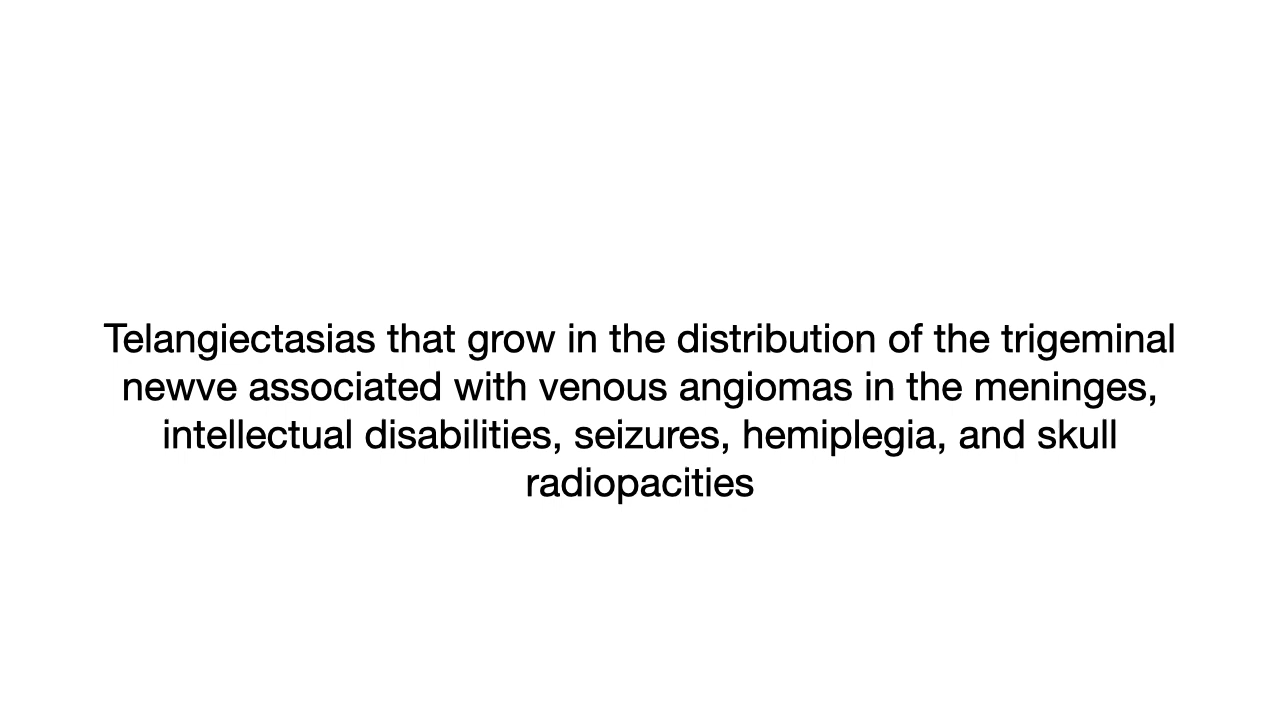 Telangiectasias that grow in the distribution of the trigeminal
newve associated with venous angiomas in the meninges,
intellectual disabilities, seizures, hemiplegia, and skull
radiopacities